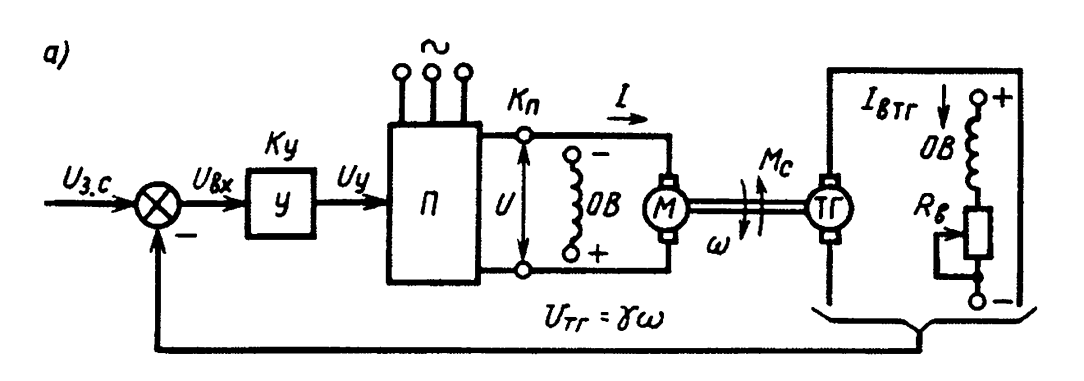 а)
~
Kп
I
Iвтг
+
Kу
−
ОВ
Uз.с
Uвх
У
Uу
П
U
ОВ
М
Mс
ТГ
Rв
−
+
ω
−
Uтг = γω